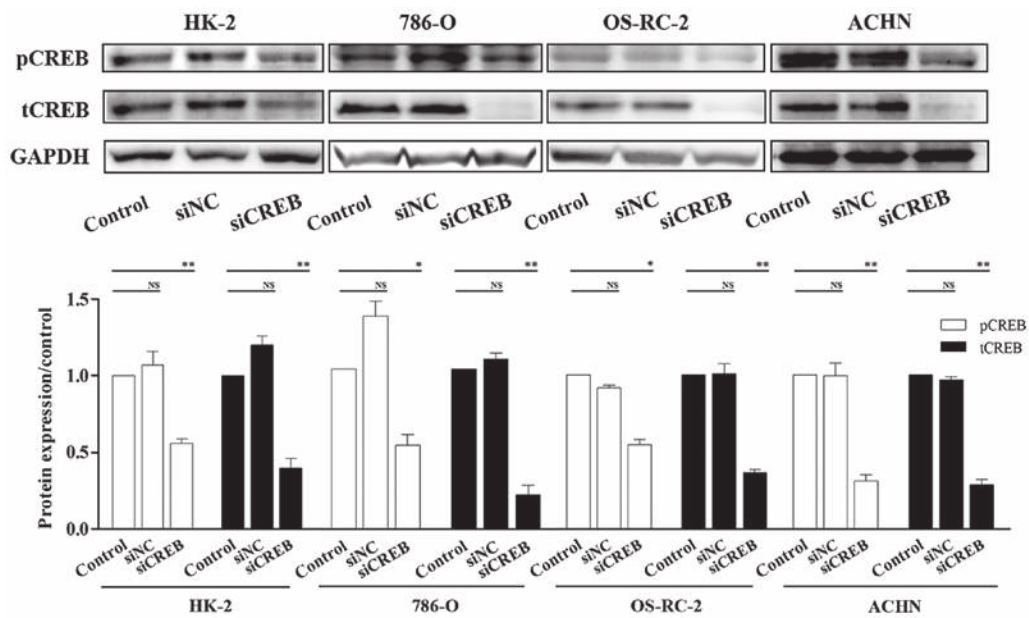 HK-2 786-O OS-RC-2 ACHN
pCREB
tCREB
GAPDH
Control siNC siCREB Control siNC siCREB Control siNC siCREB Control siNC siCREB
** ** * ** * ** ** **
NS NS NS NS NS NS NS NS
Protein expression/control
1.5
1.0
0.5
0.0
pCREB
tCREB
Control siNC siCREB Control siNC siCREB Control siNC siCREB Control siNC siCREB Control siNC siCREB Control siNC siCREB Control siNC siCREB Control siNC siCREB
HK-2 786-O OS-RC-2 ACHN